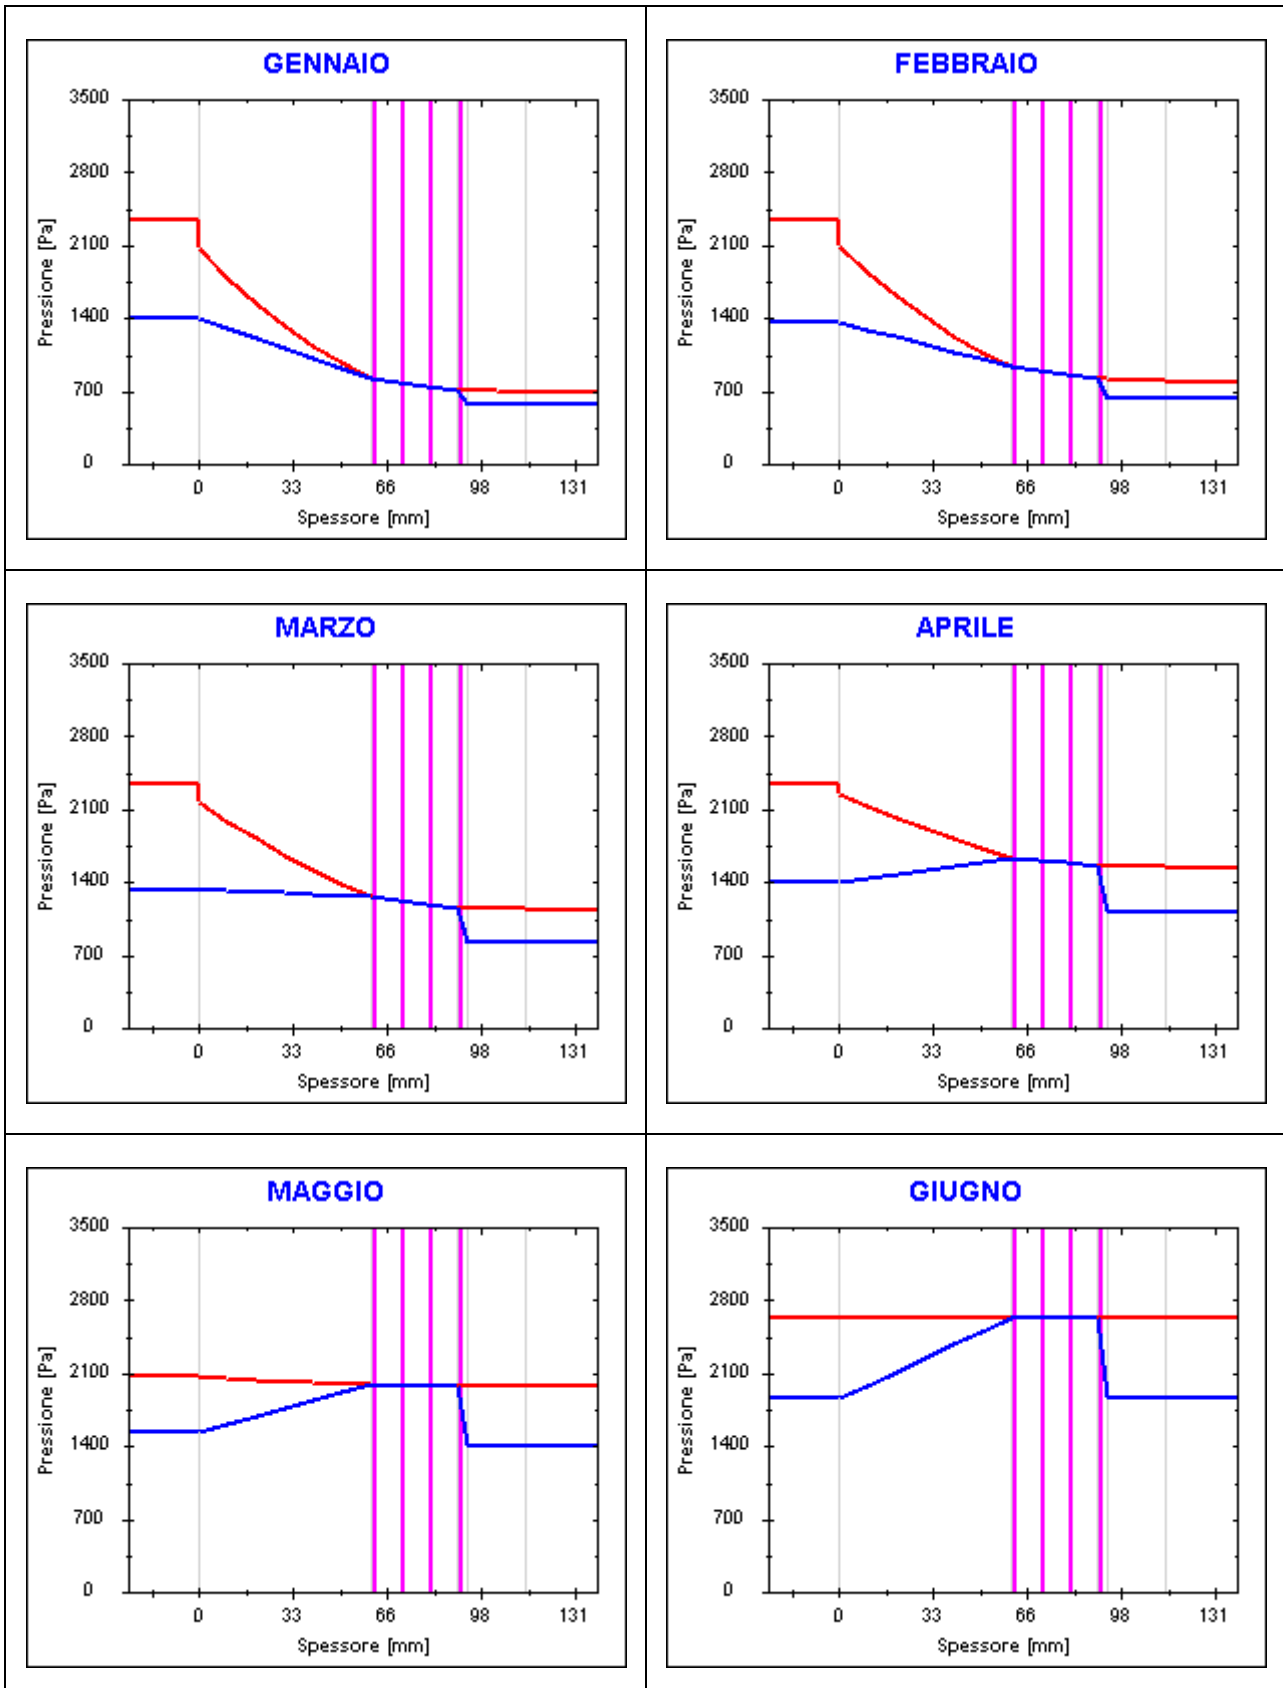 GENNAIO
3500
2800
2100
1400
700
0
Pressione [Pa]
0 33 66 98 131
Spessore [mm]
FEBBRAIO
3500
2800
2100
1400
700
0
Pressione [Pa]
0 33 66 98 131
Spessore [mm]
MARZO
3500
2800
2100
1400
700
0
Pressione [Pa]
0 33 66 98 131
Spessore [mm]
APRILE
3500
2800
2100
1400
700
0
Pressione [Pa]
0 33 66 98 131
Spessore [mm]
MAGGIO
3500
2800
2100
1400
700
0
Pressione [Pa]
0 33 66 98 131
Spessore [mm]
GIUGNO
3500
2800
2100
1400
700
0
Pressione [Pa]
0 33 66 98 131
Spessore [mm]